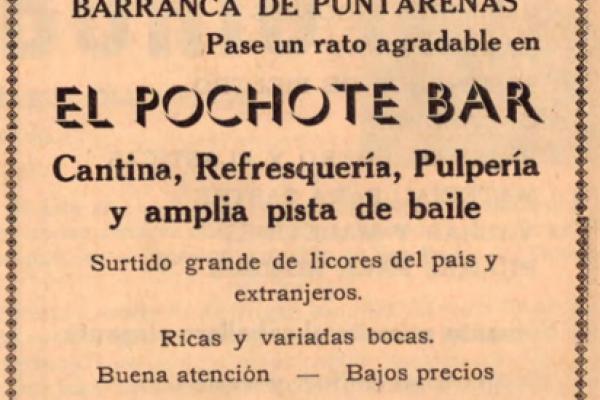 BARRANCA DE PUNTARENAS
Pase un rato agradable en
EL POCHOTE BAR
Cantina, Refresquería, Pulpería
y amplia pista de baile
Surtido grande de licores del país y
extranjeros.
Ricas y variadas bocas.
Buena atención — Bajos precios